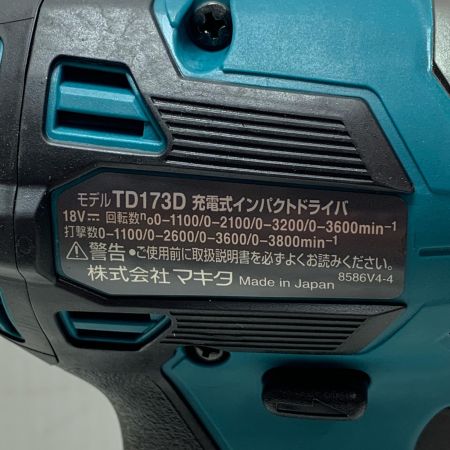 モデル TD173D 充電式インパクトドライバ
18V⎓ 回転数no0-1100/0-2100/0-3200/0-3600min-1
打撃数0-1100/0-2600/0-3600/0-3800min-1
⚠警告・ご使用前に取扱説明書を必ずよくお読みください。
株式会社 マキタ Made in Japan 8586V4-4